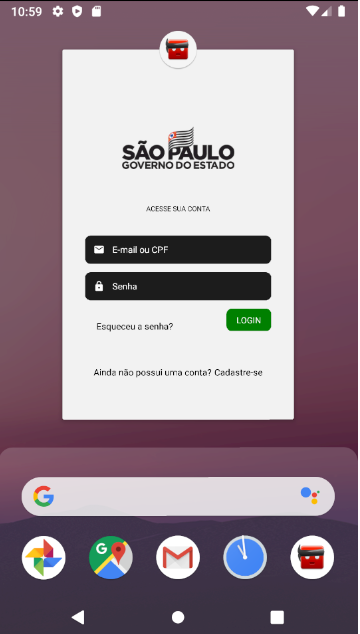 10:59
SÃO PAULO
GOVERNO DO ESTADO
ACESSE SUA CONTA
E-mail ou CPF
Senha
LOGIN
Esqueceu a senha?
Ainda não possui uma conta? Cadastre-se